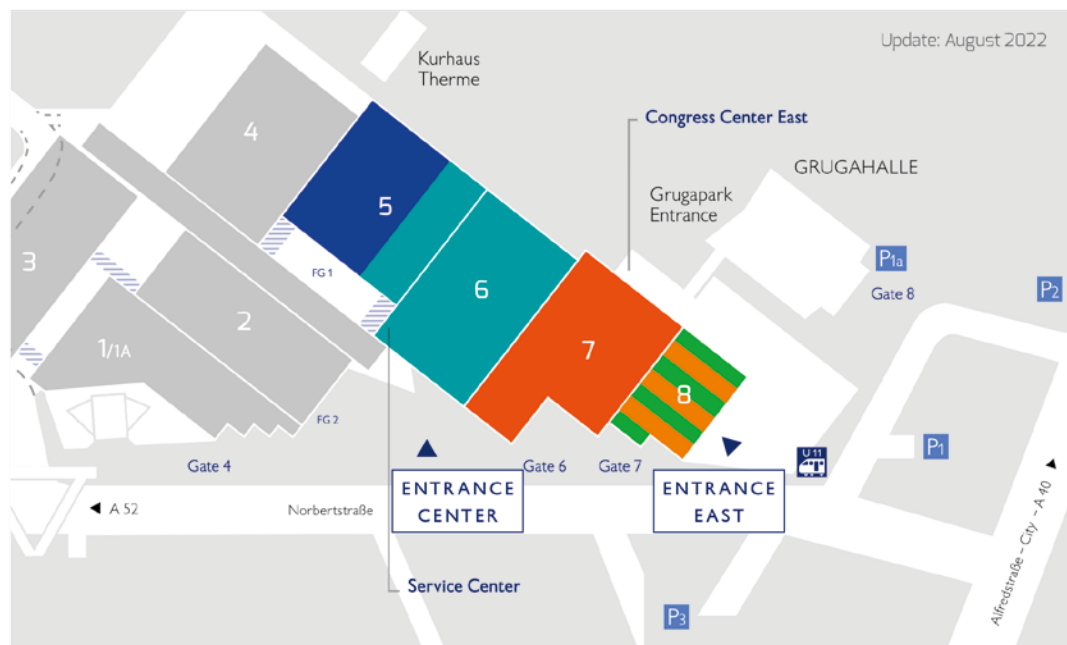 Update: August 2022
Kurhaus
Therme
Congress Center East
4
GRUGAHALLE
Grugapark
Entrance
5
3
P1a
FG 1
6
Gate 8
P2
2
1/1A
7
8
FG 2
P1
U 11
Gate 4
Gate 6
Gate 7
ENTRANCE
CENTER
ENTRANCE
EAST
◄ A 52
Norbertstraße
Alfredstraße – City – A 40 ►
Service Center
P3